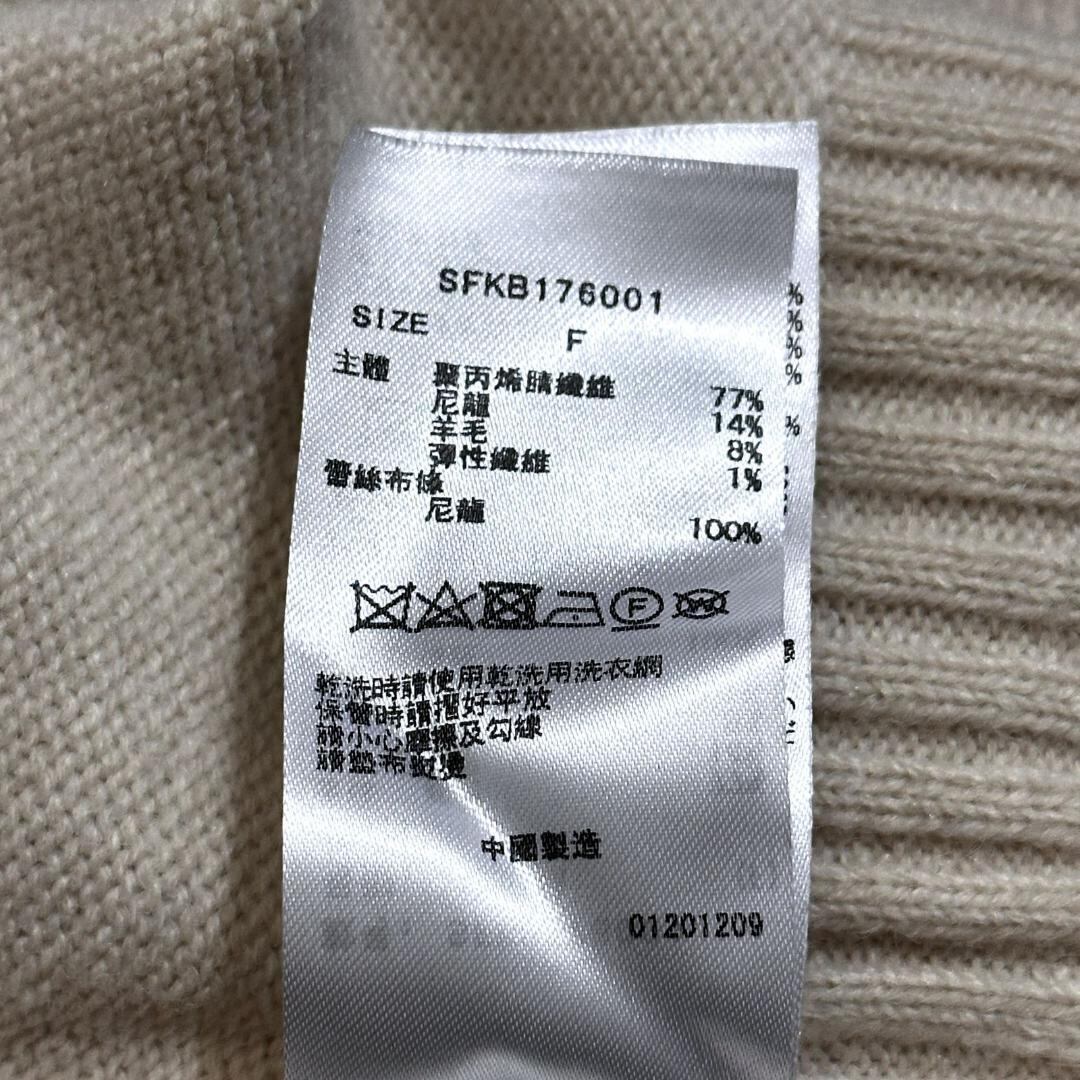 SFKB176001
SIZE F
主體 聚丙烯腈纖維 77%
尼龍 14%
羊毛 8%
彈性纖維 1%
蕾絲布條
尼龍 100%
F
W
乾洗時請使用乾洗用洗衣網
保管時請摺好平放
請小心磨擦及勾線
請墊布熨燙
中國製造
01201209
%
%
%
%
%